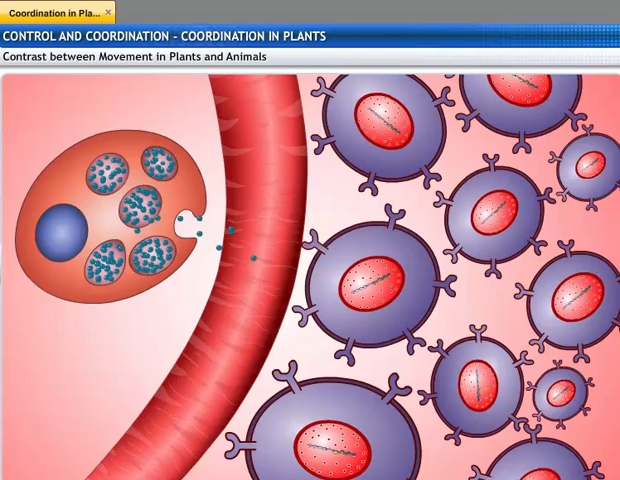 Coordination in Pla...
CONTROL AND COORDINATION - COORDINATION IN PLANTS
Contrast between Movement in Plants and Animals